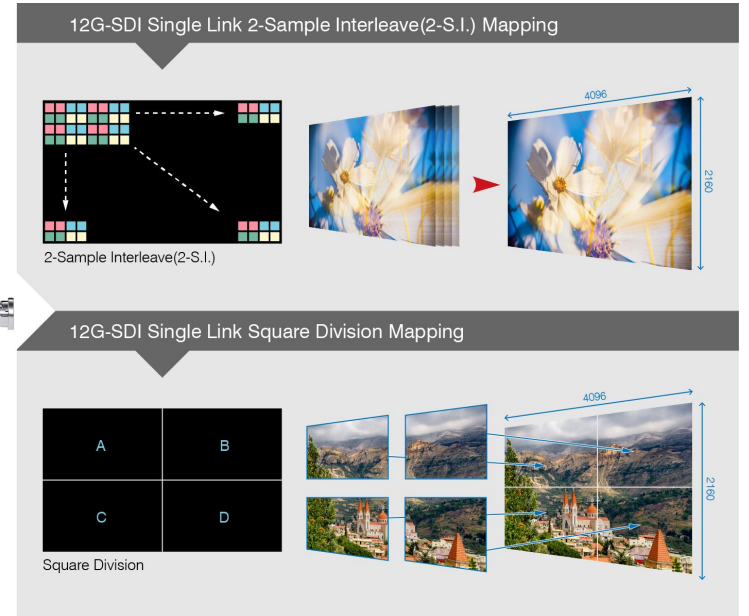 12G-SDI Single Link 2-Sample Interleave(2-S.I.) Mapping
4096
2160
2-Sample Interleave(2-S.I.)
12G-SDI Single Link Square Division Mapping
4096
A
B
2160
C
D
Square Division